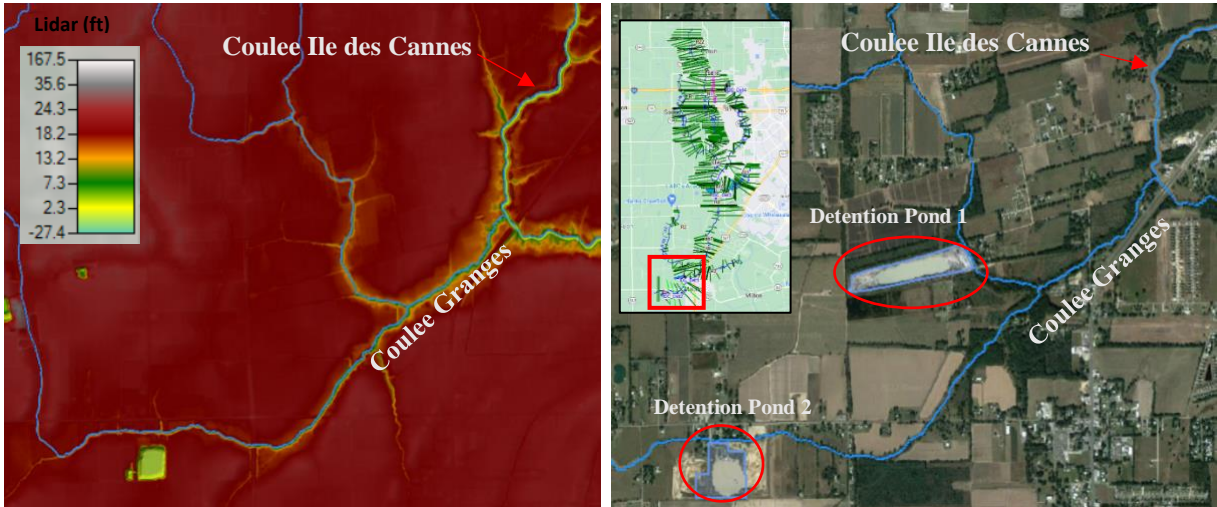 Lidar (ft)
167.5
35.6
24.3
18.2
13.2
7.3
2.3
-27.4
Coulee Ile des Cannes
Coulee Granges
Coulee Ile des Cannes
Detention Pond 1
Coulee Granges
Detention Pond 2